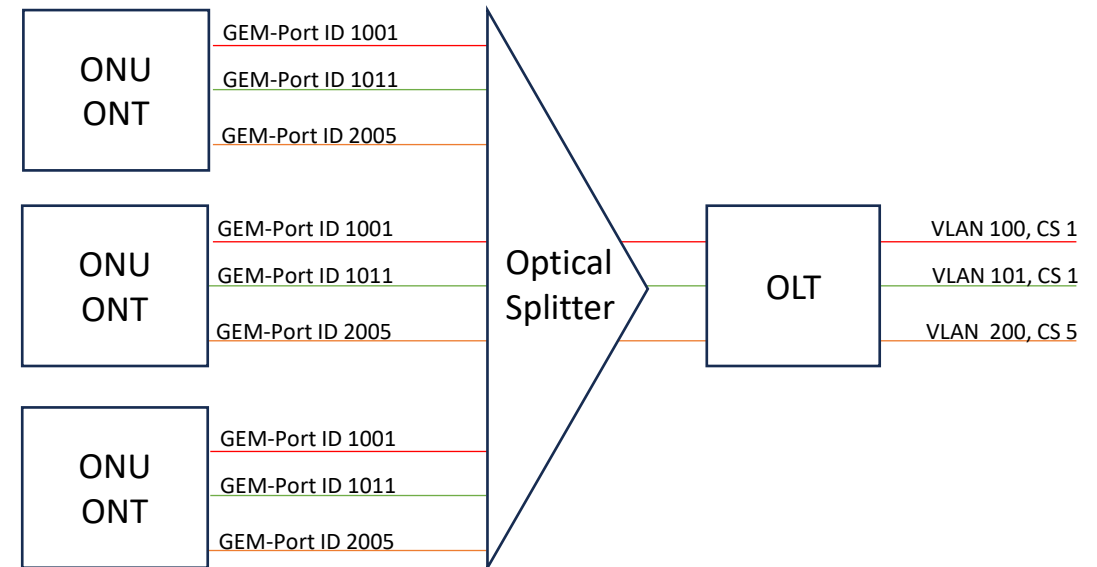 ONU
ONT
GEM-Port ID 1001
GEM-Port ID 1011
GEM-Port ID 2005
ONU
ONT
GEM-Port ID 1001
GEM-Port ID 1011
GEM-Port ID 2005
ONU
ONT
GEM-Port ID 1001
GEM-Port ID 1011
GEM-Port ID 2005
Optical
Splitter
OLT
VLAN 100, CS 1
VLAN 101, CS 1
VLAN 200, CS 5